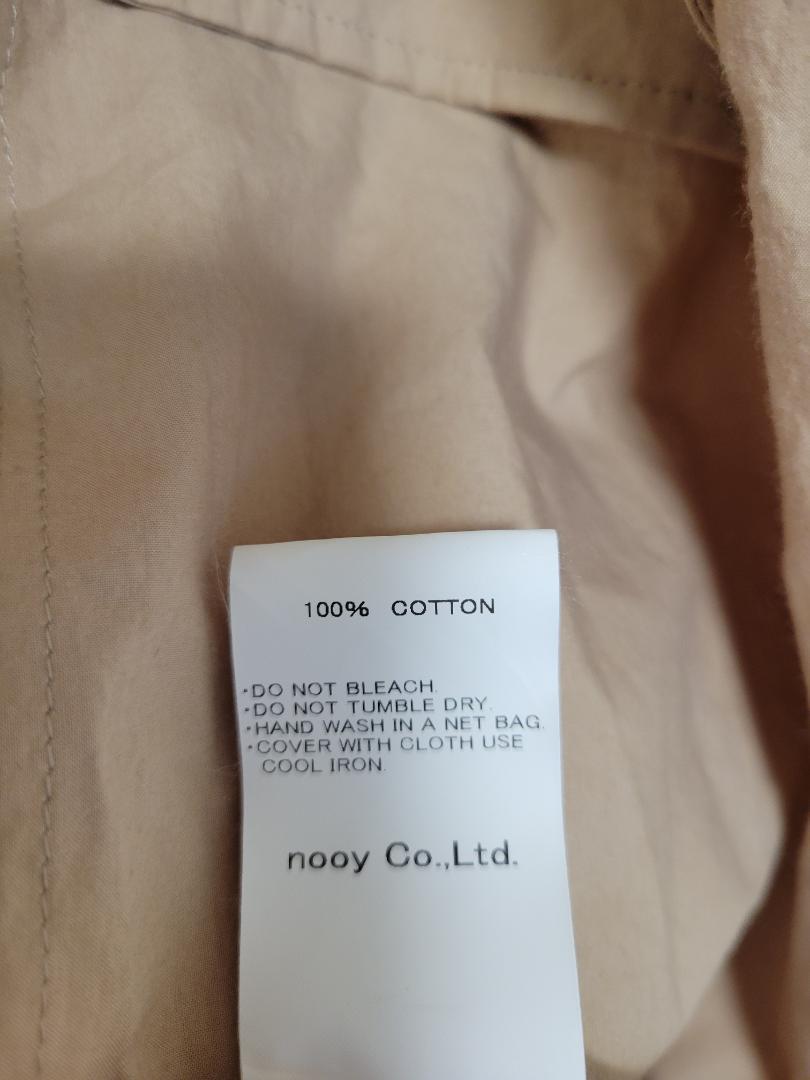 100% COTTON
・DO NOT BLEACH.
・DO NOT TUMBLE DRY.
・HAND WASH IN A NET BAG.
・COVER WITH CLOTH USE
COOL IRON.
nooy Co.,Ltd.